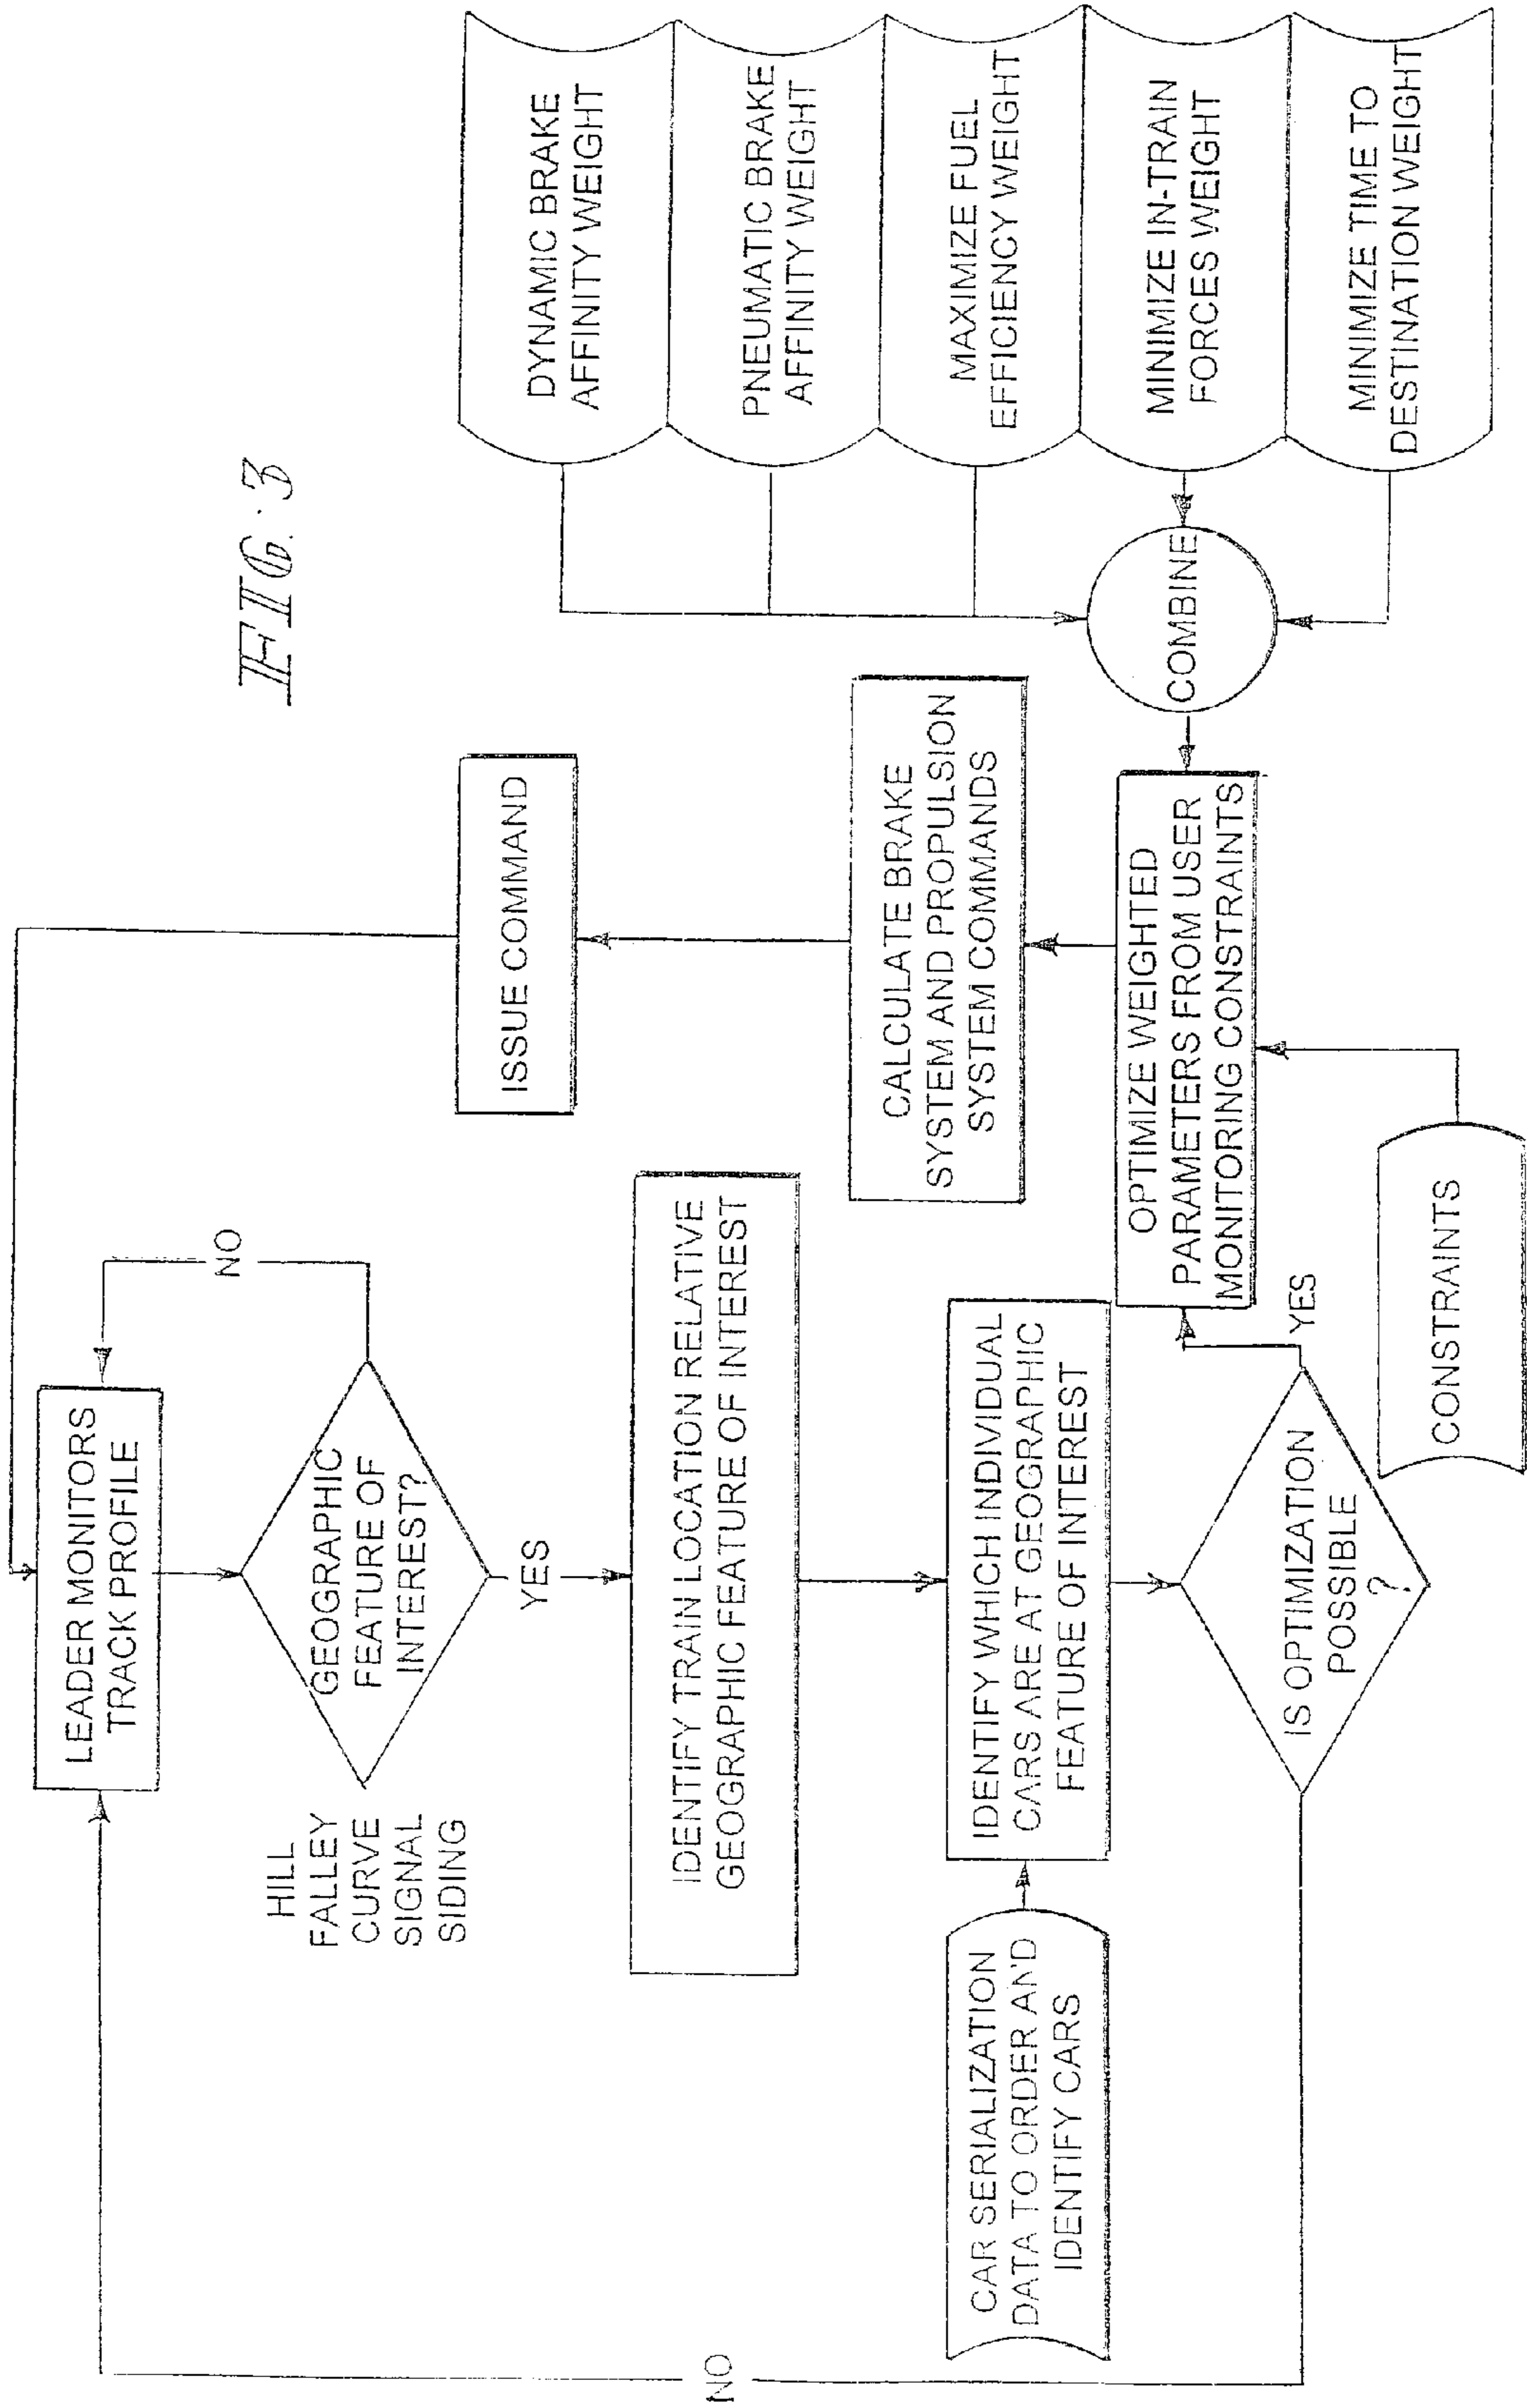 FIG. 3
LEADER MONITORS
TRACK PROFILE
NO
GEOGRAPHIC
FEATURE OF
INTEREST?
HILL
FALLEY
CURVE
SIGNAL
SIDING
YES
IDENTIFY TRAIN LOCATION RELATIVE
GEOGRAPHIC FEATURE OF INTEREST
CAR SERIALIZATION
DATA TO ORDER AND
IDENTIFY CARS
IDENTIFY WHICH INDIVIDUAL
CARS ARE AT GEOGRAPHIC
FEATURE OF INTEREST
IS OPTIMIZATION
POSSIBLE
?
NO
YES
CONSTRAINTS
OPTIMIZE WEIGHTED
PARAMETERS FROM USER
MONITORING CONSTRAINTS
CALCULATE BRAKE
SYSTEM AND PROPULSION
SYSTEM COMMANDS
ISSUE COMMAND
COMBINE
DYNAMIC BRAKE
AFFINITY WEIGHT
PNEUMATIC BRAKE
AFFINITY WEIGHT
MAXIMIZE FUEL
EFFICIENCY WEIGHT
MINIMIZE IN-TRAIN
FORCES WEIGHT
MINIMIZE TIME TO
DESTINATION WEIGHT